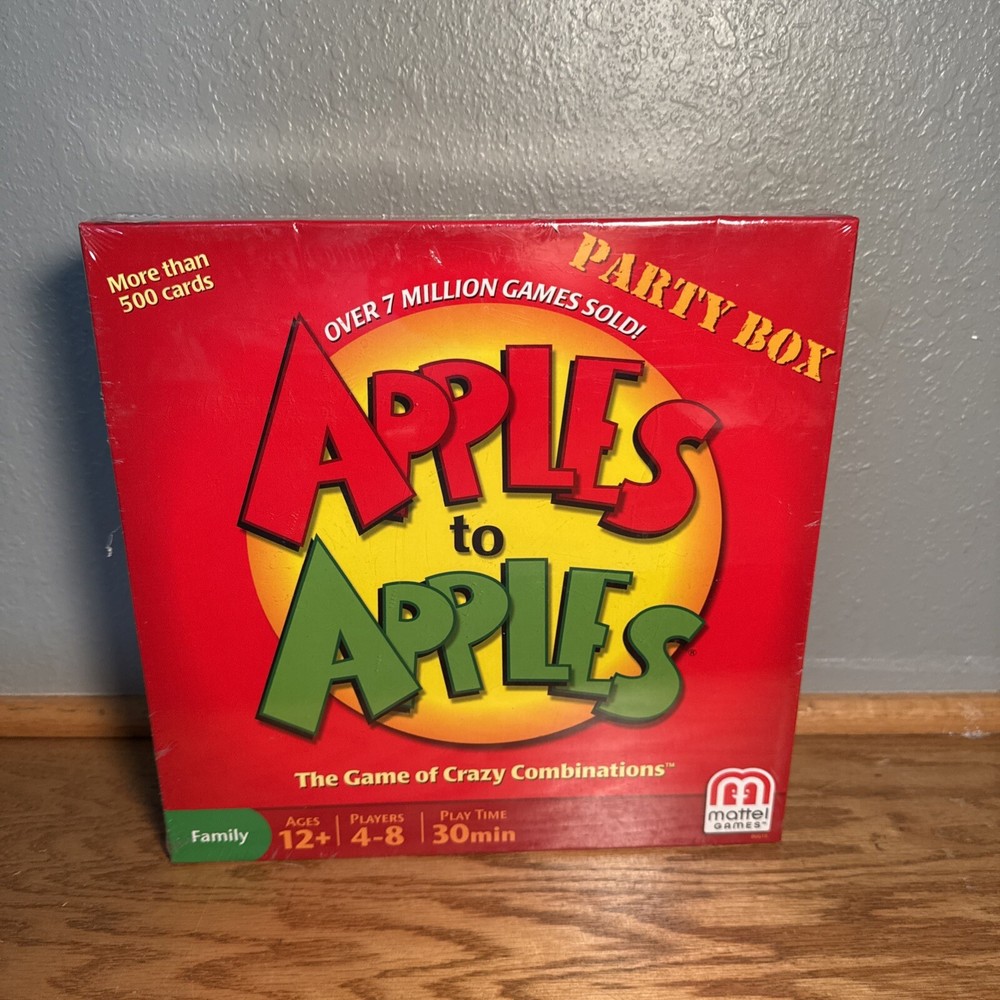 More than
500 cards
PARTY BOX
OVER 7 MILLION GAMES SOLD!
APPLES
to
APPLES®
The Game of Crazy Combinations™
Family
AGES
12+
PLAYERS
4-8
PLAY TIME
30min
mattel
GAMES™